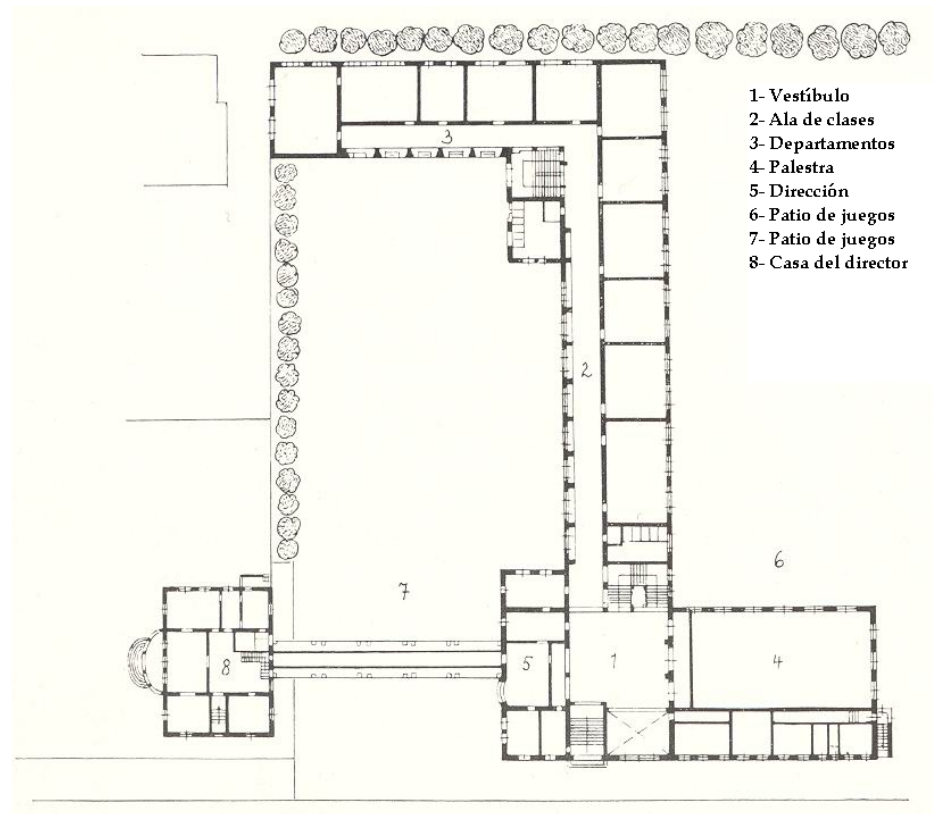 1- Vestíbulo
2- Ala de clases
3- Departamentos
4- Palestra
5- Dirección
6- Patio de juegos
7- Patio de juegos
8- Casa del director
3
2
6
7
8
5
1
4